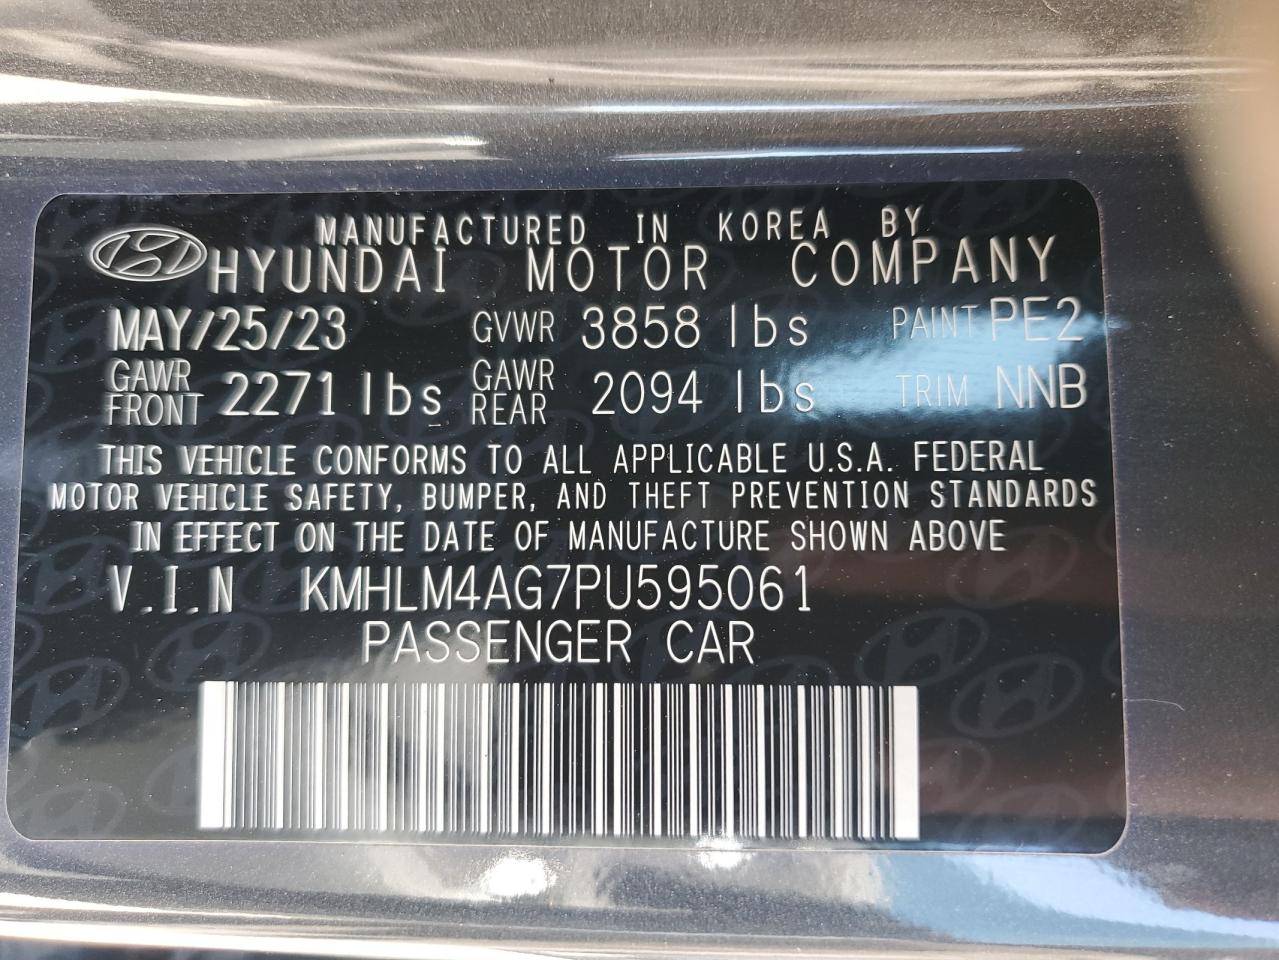 MANUFACTURED IN KOREA BY
HYUNDAI MOTOR COMPANY
MAY/25/23 GVWR 3858 lbs PAINT PE2
GAWR FRONT 2271 lbs GAWR REAR 2094 lbs TRIM NNB
THIS VEHICLE CONFORMS TO ALL APPLICABLE U.S.A. FEDERAL
MOTOR VEHICLE SAFETY, BUMPER, AND THEFT PREVENTION STANDARDS
IN EFFECT ON THE DATE OF MANUFACTURE SHOWN ABOVE
V.I.N KMHLM4AG7PU595061
PASSENGER CAR